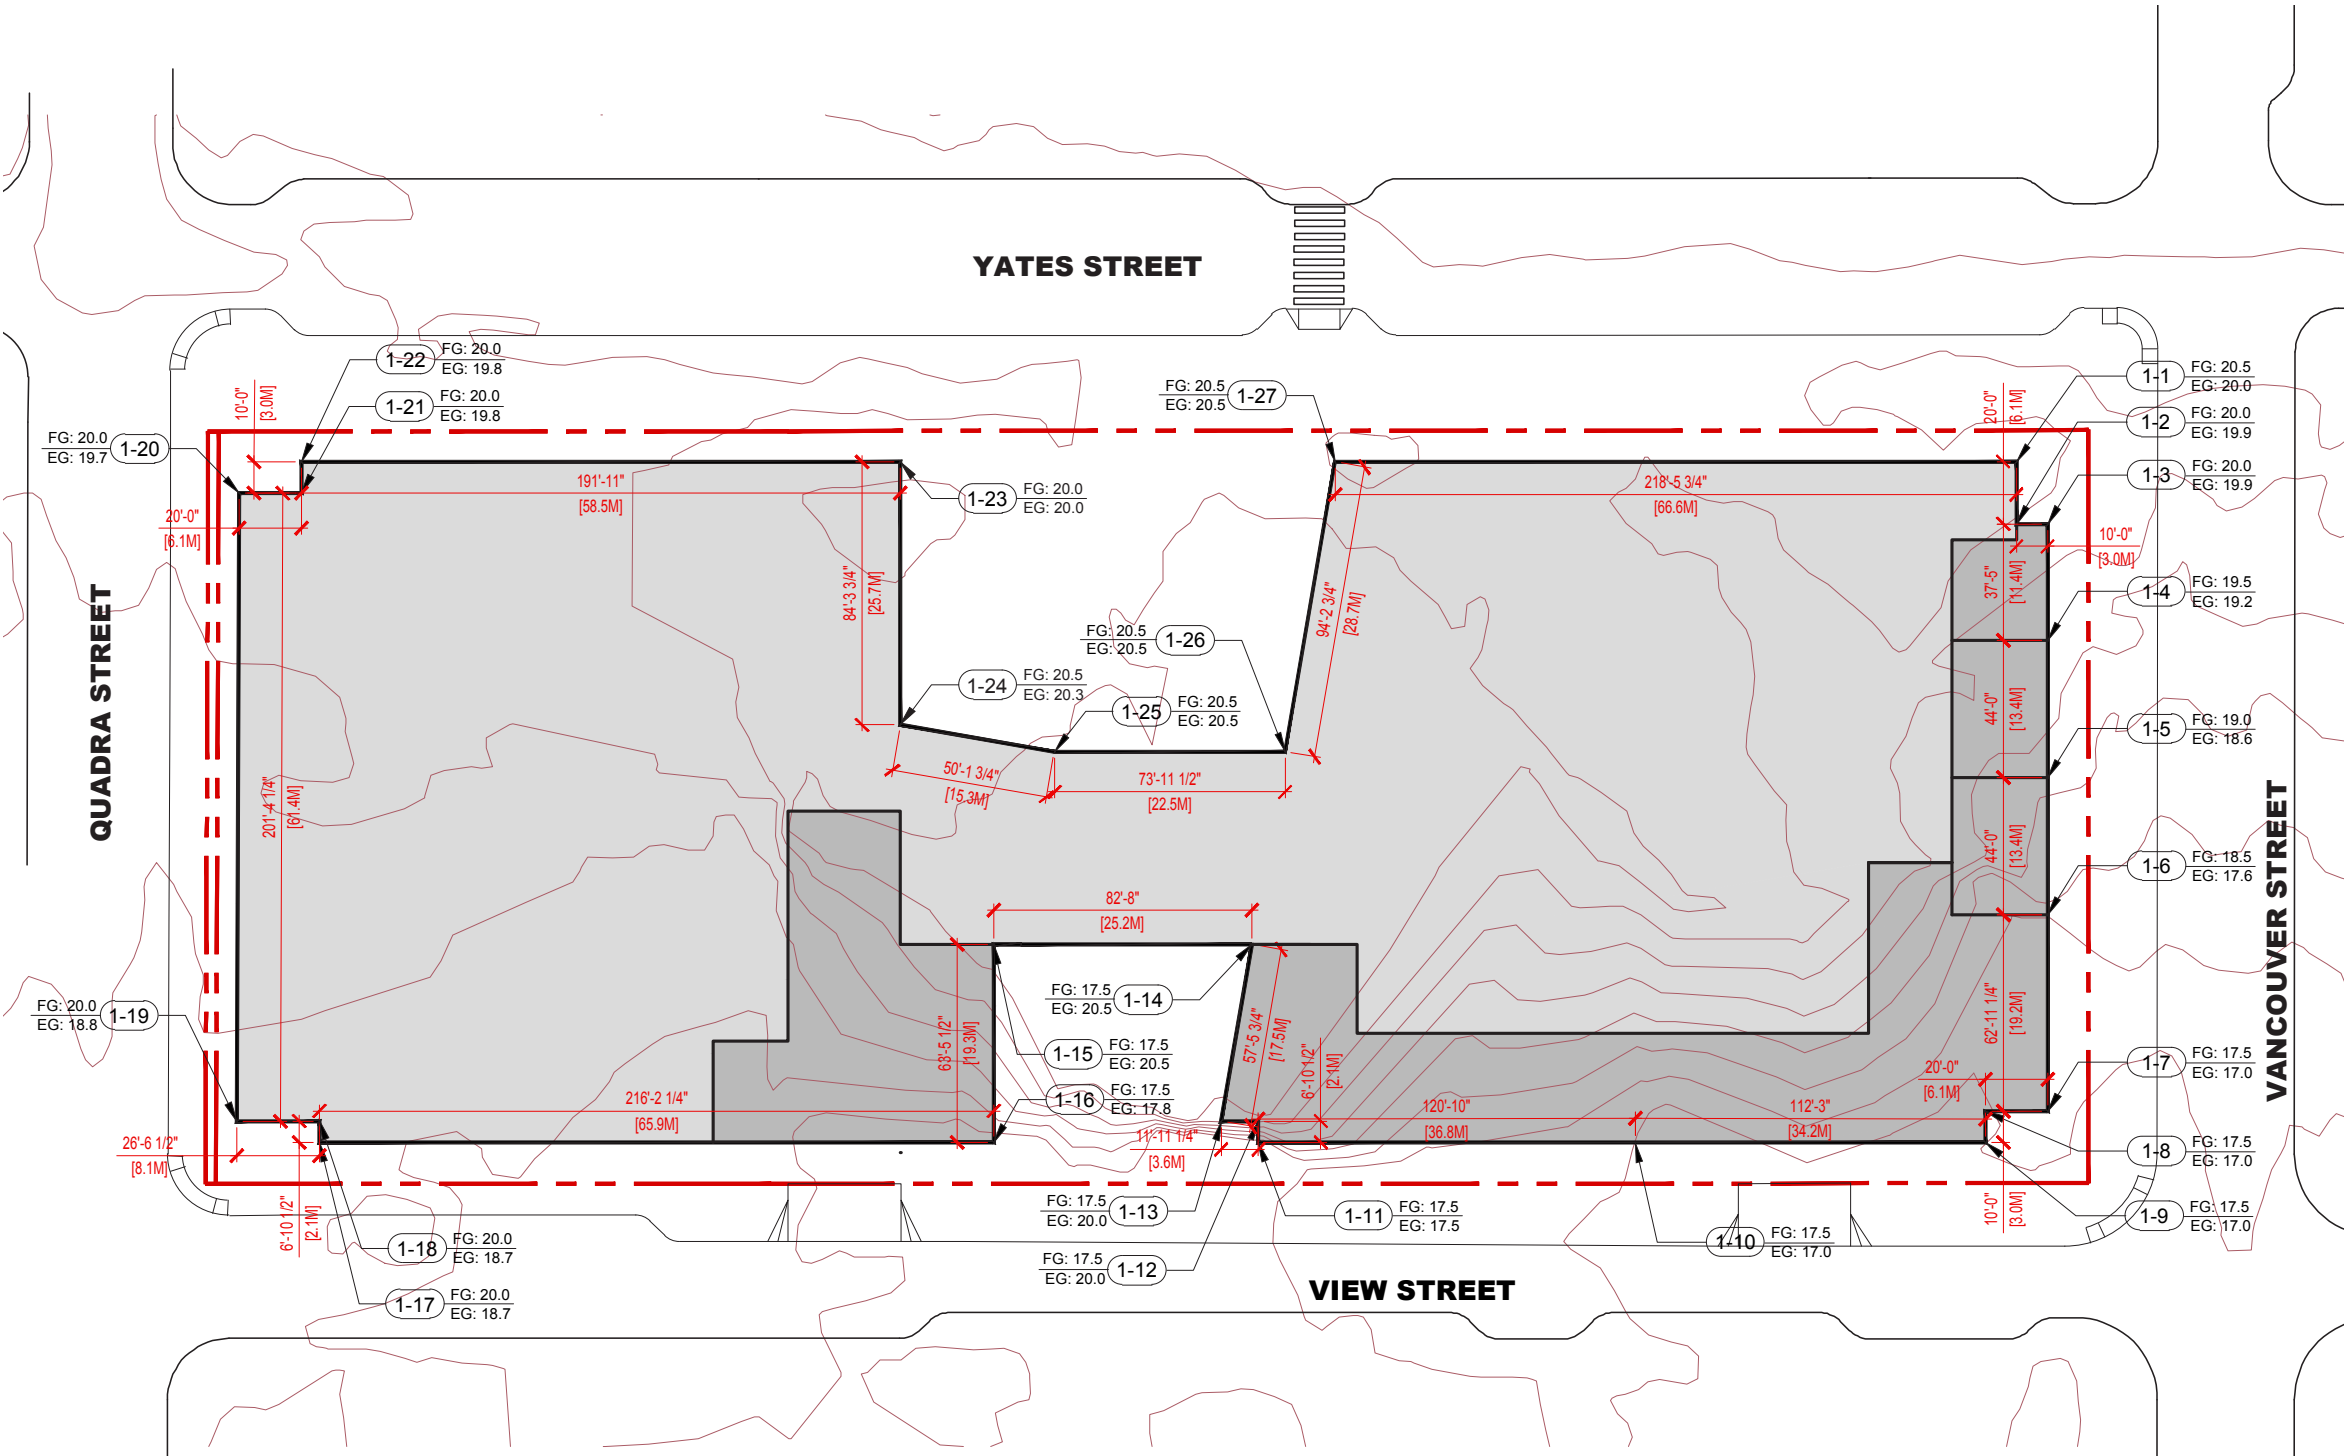 YATES STREET
1-22
FG: 20.0
EG: 19.8
1-21
FG: 20.0
EG: 19.8
10'-0"
[3.0M]
FG: 20.0
EG: 19.7
1-20
FG: 20.5
EG: 20.5
1-27
20'-0"
[6.1M]
1-1
FG: 20.5
EG: 20.0
1-2
FG: 20.0
EG: 19.9
1-3
FG: 20.0
EG: 19.9
191'-11"
[58.5M]
1-23
FG: 20.0
EG: 20.0
218'-5 3/4"
[66.6M]
20'-0"
[6.1M]
10'-0"
[3.0M]
84'-3 3/4"
[25.7M]
94'-2 3/4"
[28.7M]
37'-5"
[11.4M]
1-4
FG: 19.5
EG: 19.2
FG: 20.5
EG: 20.5
1-26
1-24
FG: 20.5
EG: 20.3
1-25
FG: 20.5
EG: 20.5
44'-0"
[13.4M]
1-5
FG: 19.0
EG: 18.6
QUADRA STREET
201'-4 1/4"
[61.4M]
50'-1 3/4"
[15.3M]
73'-11 1/2"
[22.5M]
44'-0"
[13.4M]
1-6
FG: 18.5
EG: 17.6
VANCOUVER STREET
82'-8"
[25.2M]
FG: 20.0
EG: 18.8
1-19
FG: 17.5
EG: 20.5
1-14
1-15
FG: 17.5
EG: 20.5
1-16
FG: 17.5
EG: 17.8
63'-5 1/2"
[19.3M]
57'-5 3/4"
[17.5M]
6'-10 1/2"
[2.1M]
62'-11 1/4"
[19.2M]
20'-0"
[6.1M]
1-7
FG: 17.5
EG: 17.0
216'-2 1/4"
[65.9M]
120'-10"
[36.8M]
112'-3"
[34.2M]
26'-6 1/2"
[8.1M]
11'-11 1/4"
[3.6M]
1-8
FG: 17.5
EG: 17.0
6'-10 1/2"
[2.1M]
10'-0"
[3.0M]
FG: 17.5
EG: 20.0
1-13
1-11
FG: 17.5
EG: 17.5
1-9
FG: 17.5
EG: 17.0
1-10
FG: 17.5
EG: 17.0
1-18
FG: 20.0
EG: 18.7
FG: 17.5
EG: 20.0
1-12
1-17
FG: 20.0
EG: 18.7
VIEW STREET